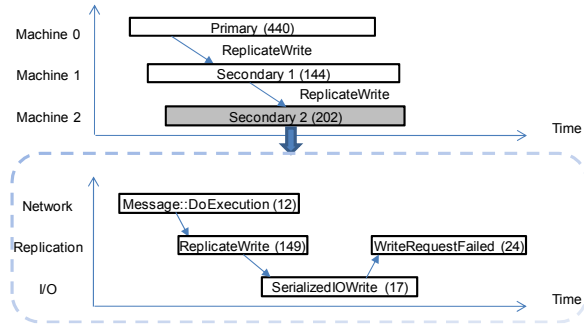 Machine 0
Primary (440)
ReplicateWrite
Machine 1
Secondary 1 (144)
ReplicateWrite
Machine 2
Secondary 2 (202)
Time
Network
Message::DoExecution (12)
Replication
ReplicateWrite (149)
WriteRequestFailed (24)
I/O
SerializedIOWrite (17)
Time